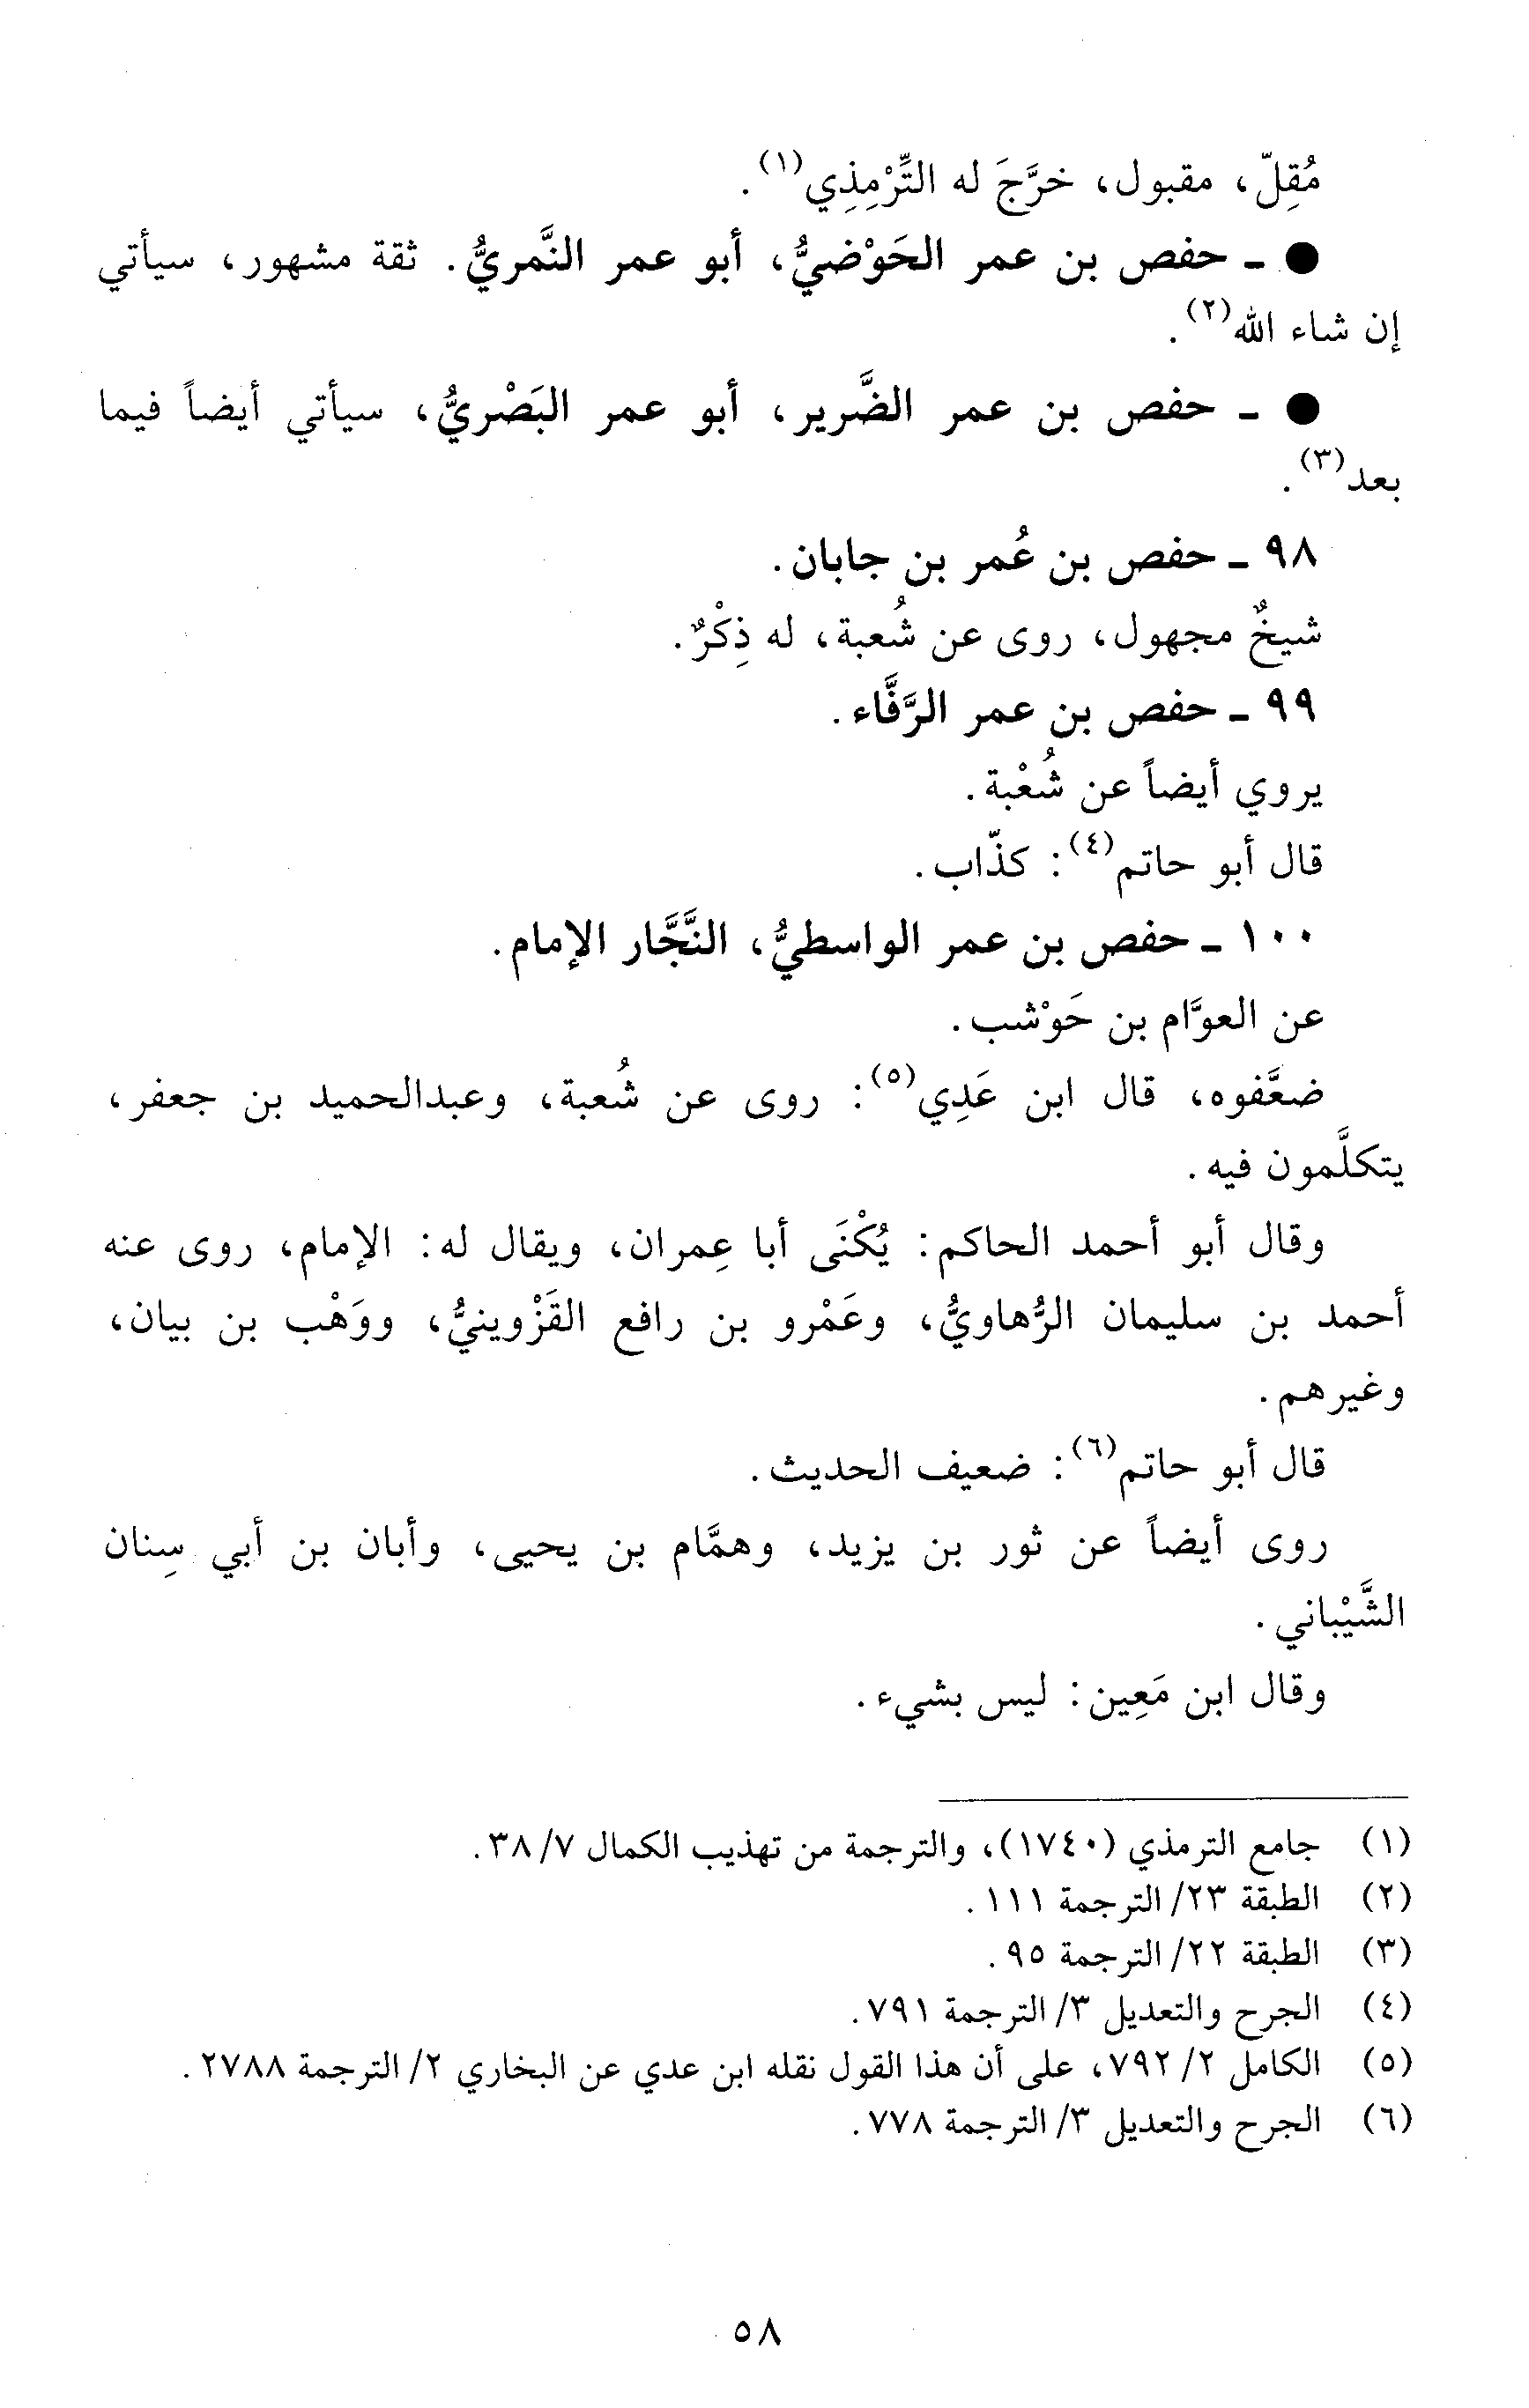 مُقِلّ، مقبول، خرَّجَ له التِّرْمِذِي(١).
● ـ حفص بن عمر الحَوْضيُّ، أبو عمر النَّمريُّ. ثقة مشهور، سيأتي
إن شاء الله(٢).
● ـ حفص بن عمر الضَّرير، أبو عمر البَصْريُّ، سيأتي أيضاً فيما
بعد(٣).
٩٨ ـ حفص بن عُمر بن جابان.
شيخٌ مجهول، روى عن شُعبة، له ذِكْرٌ.
٩٩ ـ حفص بن عمر الرَّفَّاء.
يروي أيضاً عن شُعْبة.
قال أبو حاتم(٤): كذّاب.
١٠٠ ـ حفص بن عمر الواسطيُّ، النَّجَّار الإمام.
عن العوَّام بن حَوْشب.
ضعَّفوه، قال ابن عَدِي(٥): روى عن شُعبة، وعبدالحميد بن جعفر،
يتكلَّمون فيه.
وقال أبو أحمد الحاكم: يُكْنَى أبا عِمران، ويقال له: الإمام، روى عنه
أحمد بن سليمان الرُّهاويُّ، وعَمْرو بن رافع القَزْوينيُّ، ووَهْب بن بيان،
وغيرهم.
قال أبو حاتم(٦): ضعيف الحديث.
روى أيضاً عن ثور بن يزيد، وهمَّام بن يحيى، وأبان بن أبي سِنان
الشَّيْباني.
وقال ابن مَعِين: ليس بشيء.
(١) جامع الترمذي (١٧٤٠)، والترجمة من تهذيب الكمال ٧/ ٣٨.
(٢) الطبقة ٢٣/ الترجمة ١١١.
(٣) الطبقة ٢٢/ الترجمة ٩٥.
(٤) الجرح والتعديل ٣/ الترجمة ٧٩١.
(٥) الكامل ٢/ ٧٩٢، على أن هذا القول نقله ابن عدي عن البخاري ٢/ الترجمة ٢٧٨٨.
(٦) الجرح والتعديل ٣/ الترجمة ٧٧٨.
٥٨